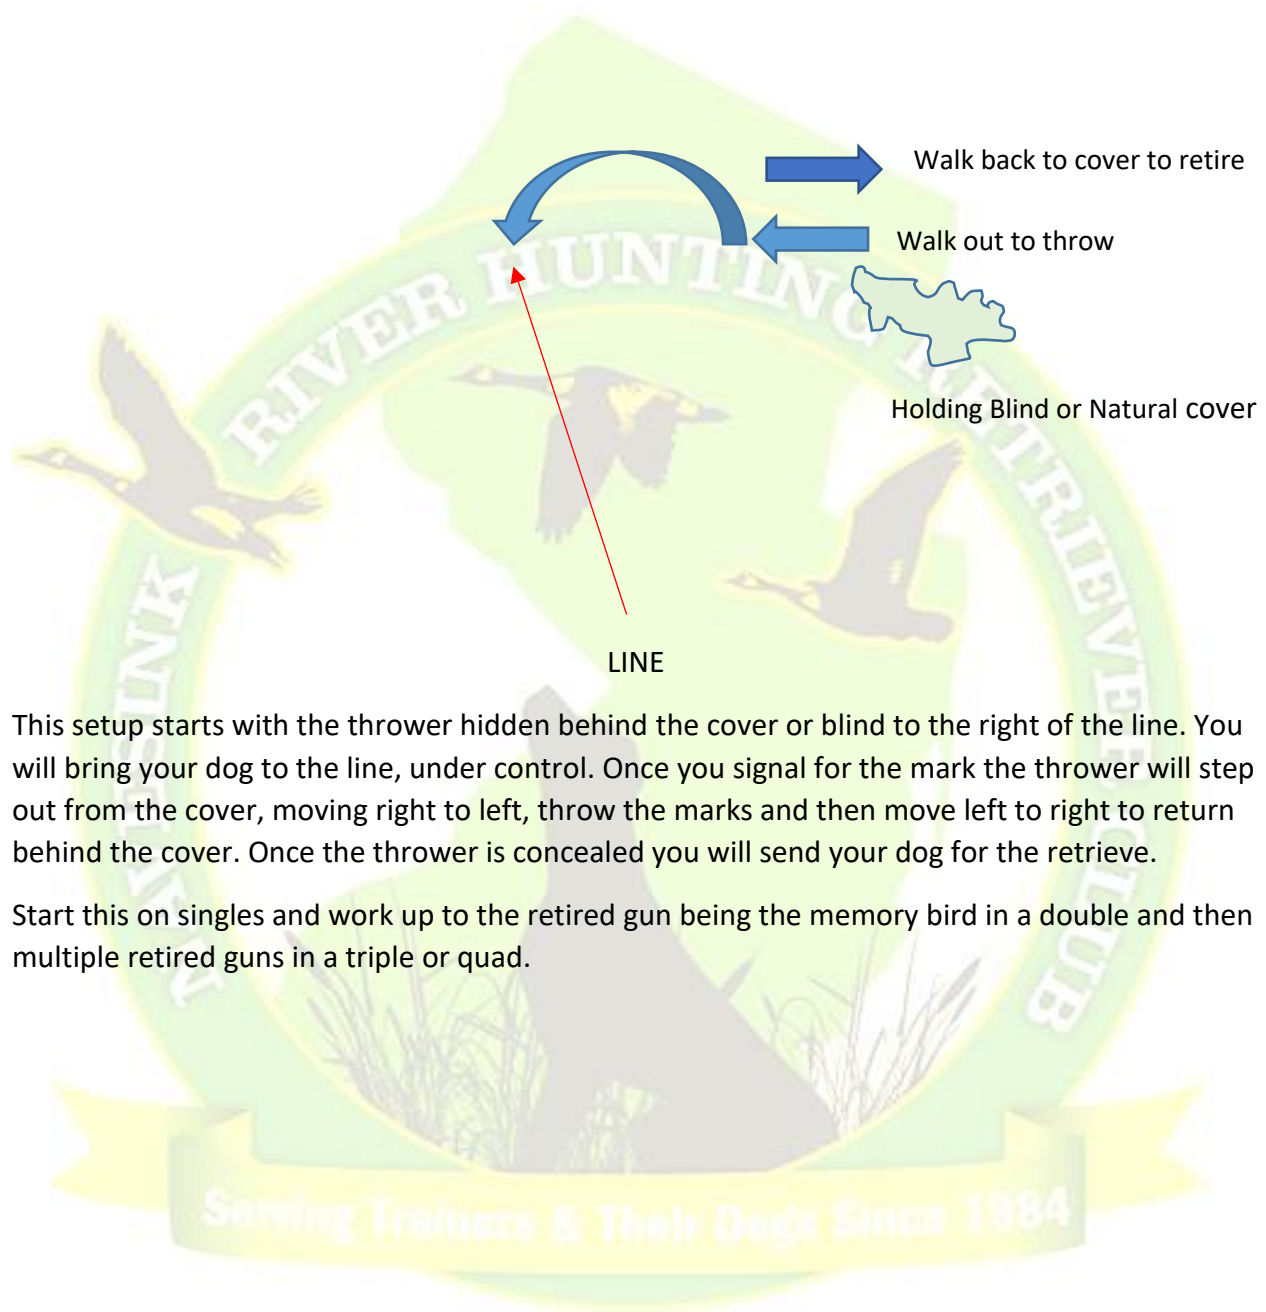 Walk back to cover to retire
Walk out to throw
Holding Blind or Natural cover
LINE
This setup starts with the thrower hidden behind the cover or blind to the right of the line. You
will bring your dog to the line, under control. Once you signal for the mark the thrower will step
out from the cover, moving right to left, throw the marks and then move left to right to return
behind the cover. Once the thrower is concealed you will send your dog for the retrieve.
Start this on singles and work up to the retired gun being the memory bird in a double and then
multiple retired guns in a triple or quad.
NAVESINK RIVER HUNTING RETRIEVER CLUB
Serving Trainers & Their Dogs Since 1984